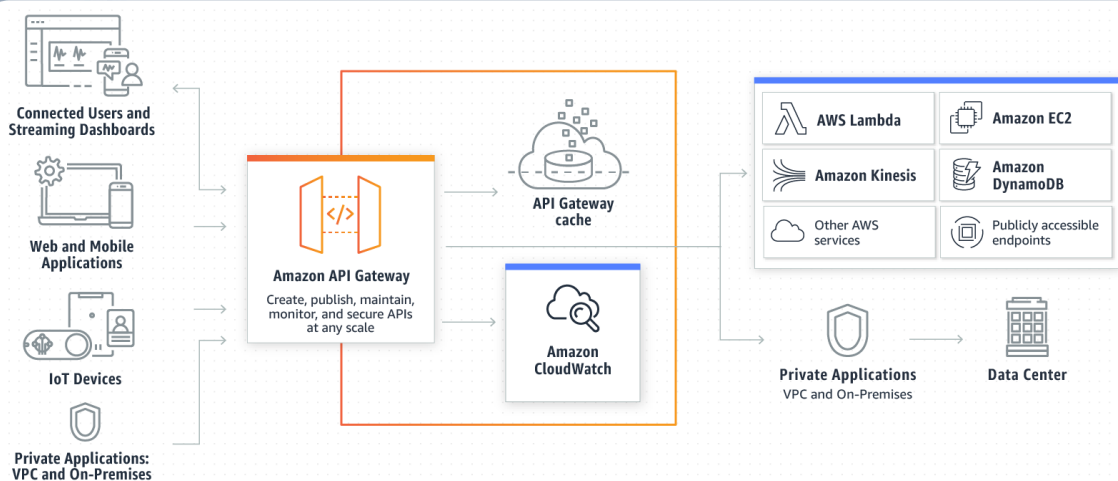 Connected Users and
Streaming Dashboards
Web and Mobile
Applications
IoT Devices
Private Applications:
VPC and On-Premises
</>
Amazon API Gateway
Create, publish, maintain,
monitor, and secure APIs
at any scale
API Gateway
cache
Amazon
CloudWatch
AWS Lambda
Amazon EC2
Amazon Kinesis
Amazon
DynamoDB
Other AWS
services
Publicly accessible
endpoints
Private Applications
VPC and On-Premises
Data Center